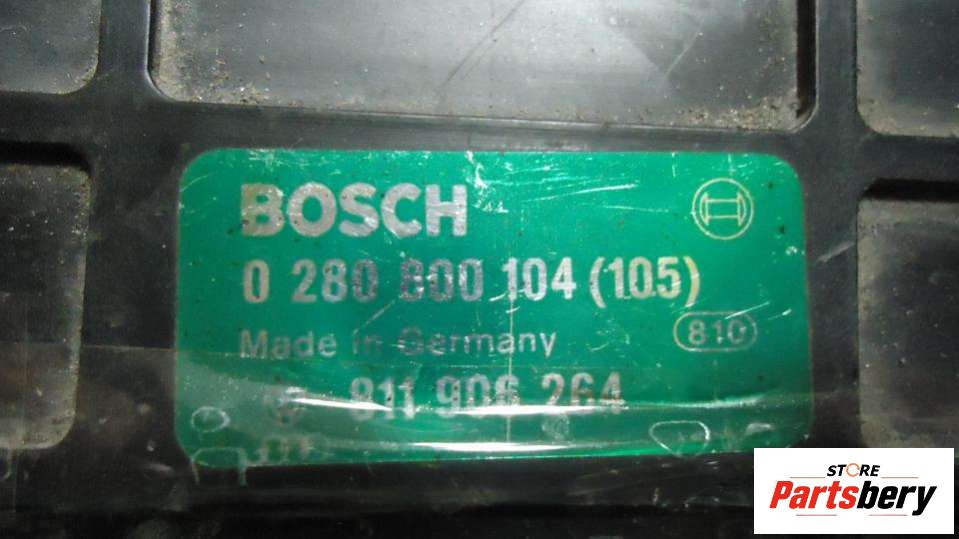 BOSCH
0 280 800 104 (105)
Made in Germany
810
811 906 264
STORE
Partsbery